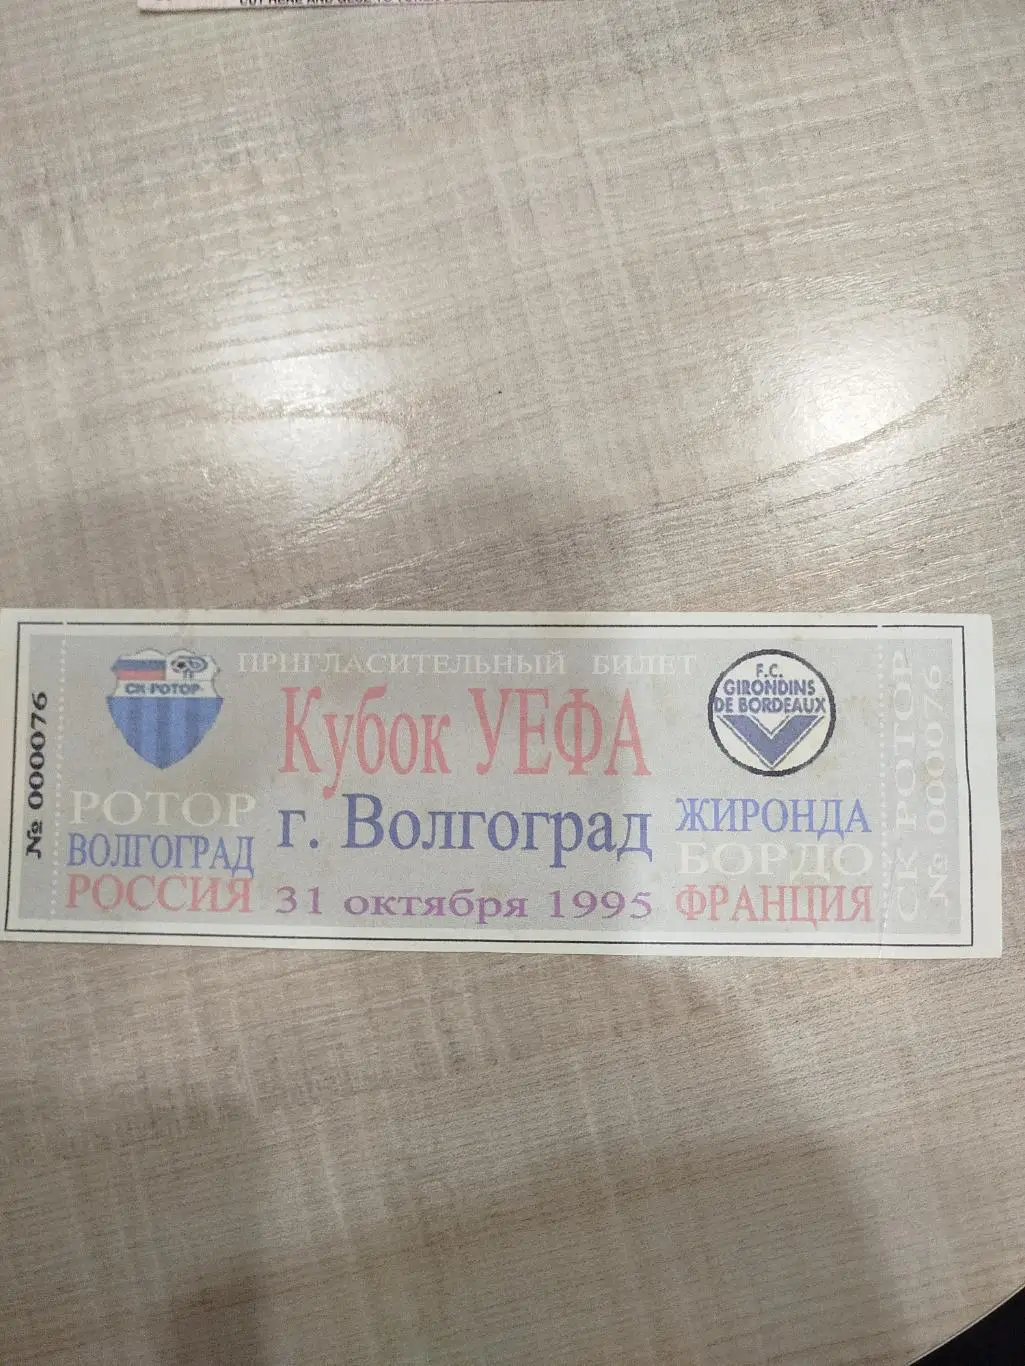 № 000076
СК-РОТОР
ПРИГЛАСИТЕЛЬНЫЙ БИЛЕТ
Кубок УЕФА
г. Волгоград
31 октября 1995
РОТОР
ВОЛГОГРАД
РОССИЯ
F.C.
GIRONDINS
DE BORDEAUX
ЖИРОНДА
БОРДО
ФРАНЦИЯ
СК РОТОР
№ 000076